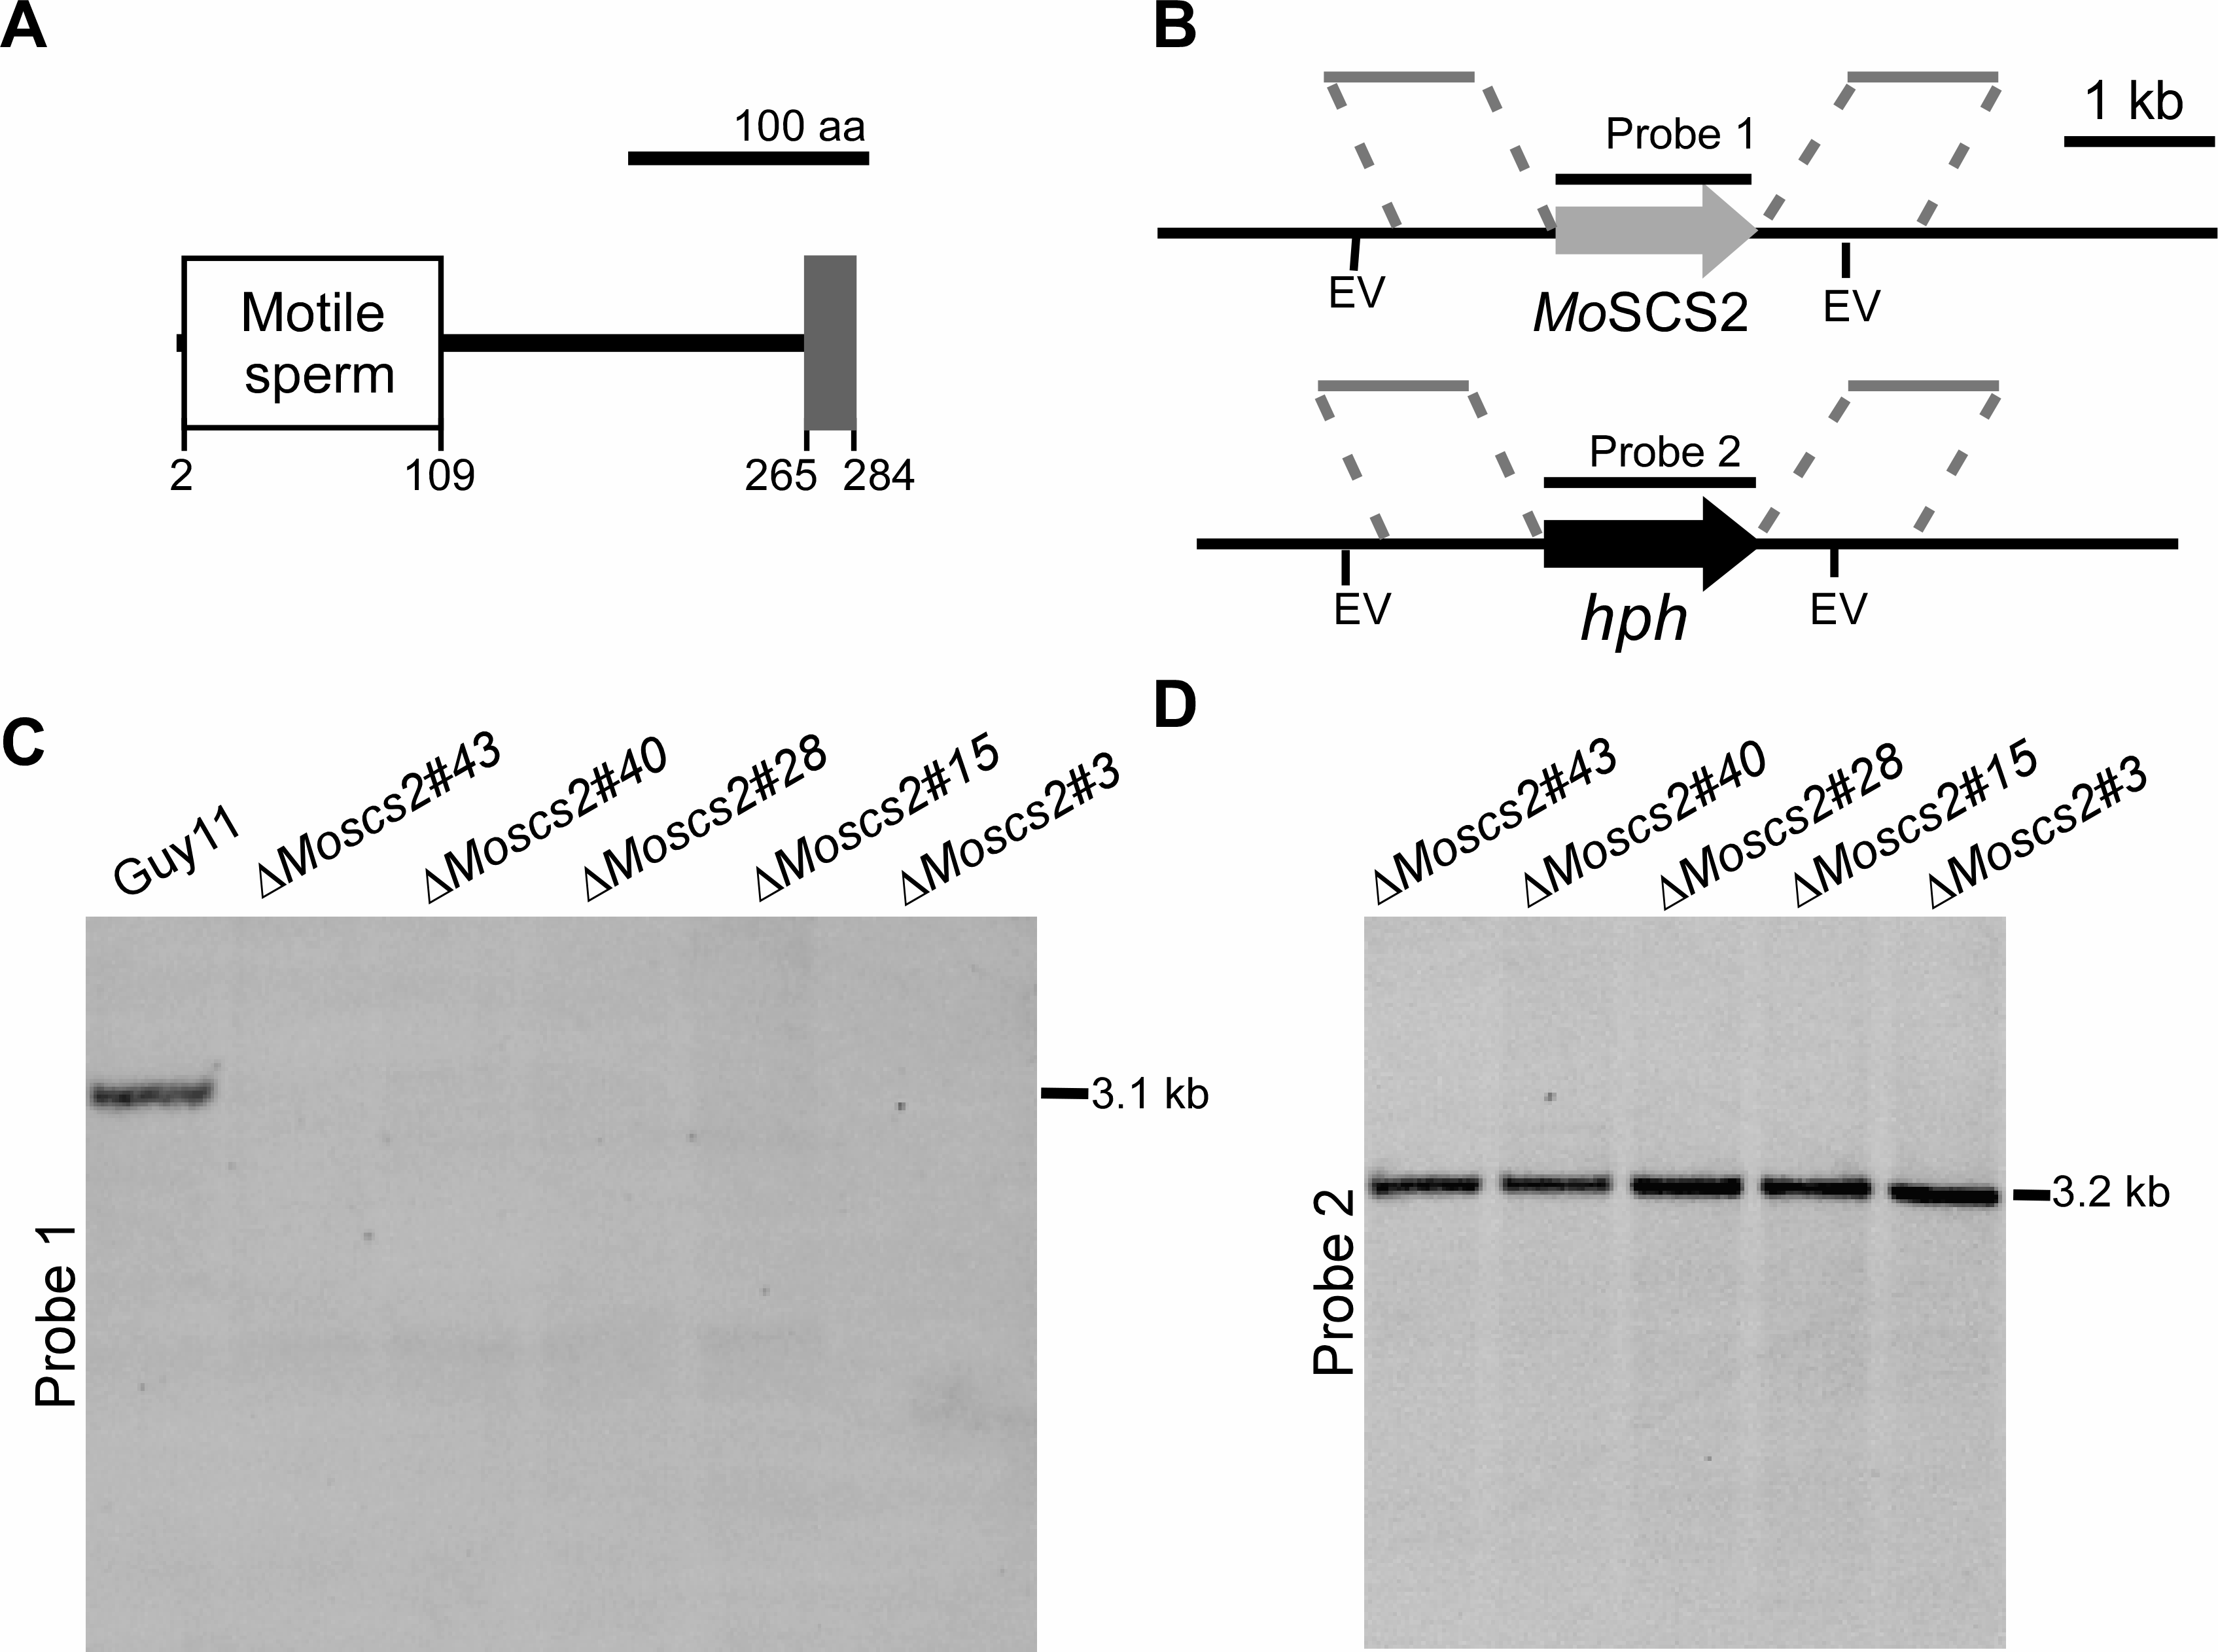 A
100 aa
Motile
sperm
2
109
265
284
B
1 kb
Probe 1
EV
MoSCS2
EV
Probe 2
EV
hph
EV
C
Guy11
ΔMoscs2#43
ΔMoscs2#40
ΔMoscs2#28
ΔMoscs2#15
ΔMoscs2#3
Probe 1
3.1 kb
D
ΔMoscs2#43
ΔMoscs2#40
ΔMoscs2#28
ΔMoscs2#15
ΔMoscs2#3
Probe 2
3.2 kb